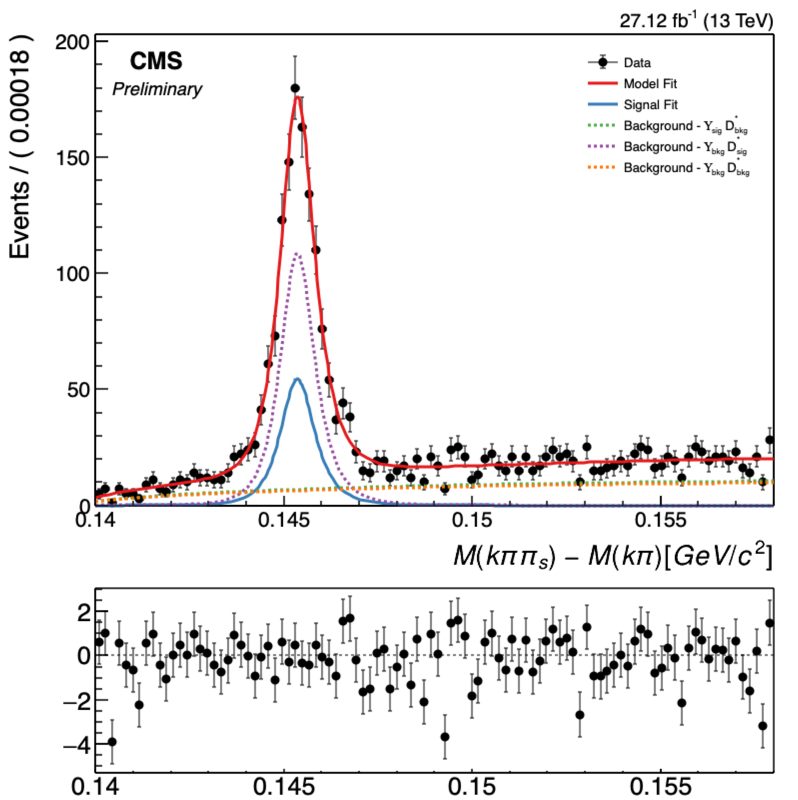 27.12 fb⁻¹ (13 TeV)
Events / ( 0.00018 )
CMS
Preliminary
Data
Model Fit
Signal Fit
Background - ϒsig D*bkg
Background - ϒbkg D*sig
Background - ϒbkg D*bkg
200
150
100
50
0
0.14 0.145 0.15 0.155
M(kππs) − M(kπ)[GeV/c²]
2
0
−2
−4
0.14 0.145 0.15 0.155